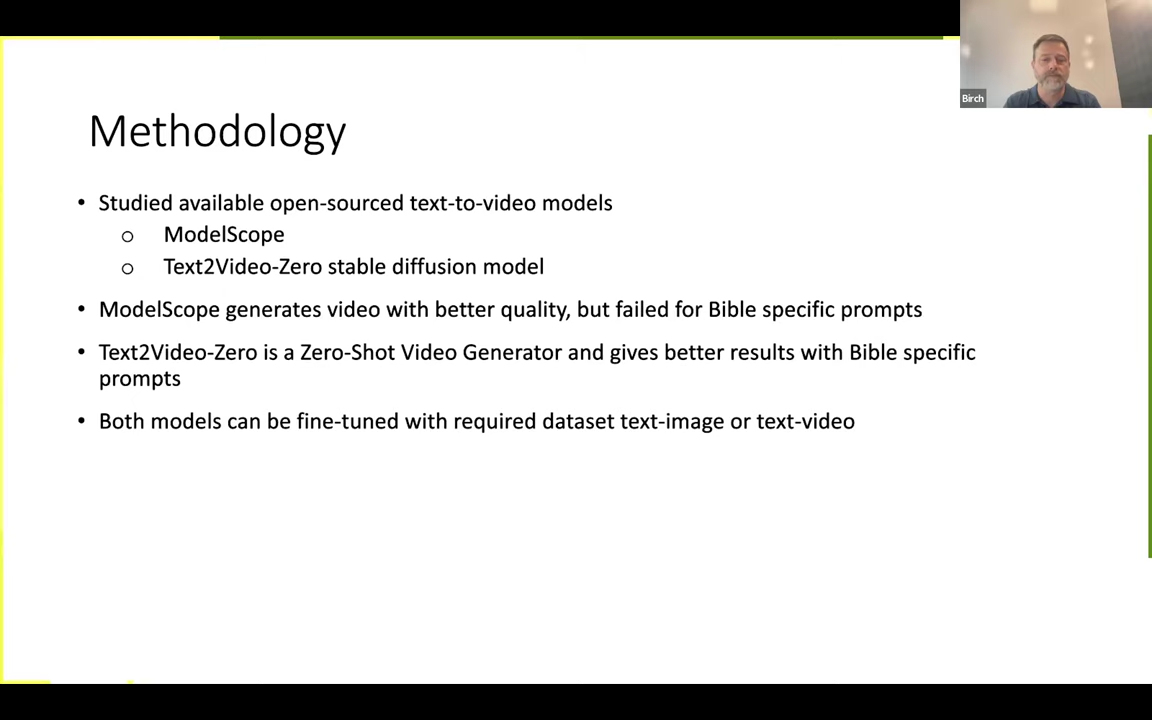 Birch
Methodology
• Studied available open-sourced text-to-video models
o ModelScope
o Text2Video-Zero stable diffusion model
• ModelScope generates video with better quality, but failed for Bible specific prompts
• Text2Video-Zero is a Zero-Shot Video Generator and gives better results with Bible specific
prompts
• Both models can be fine-tuned with required dataset text-image or text-video